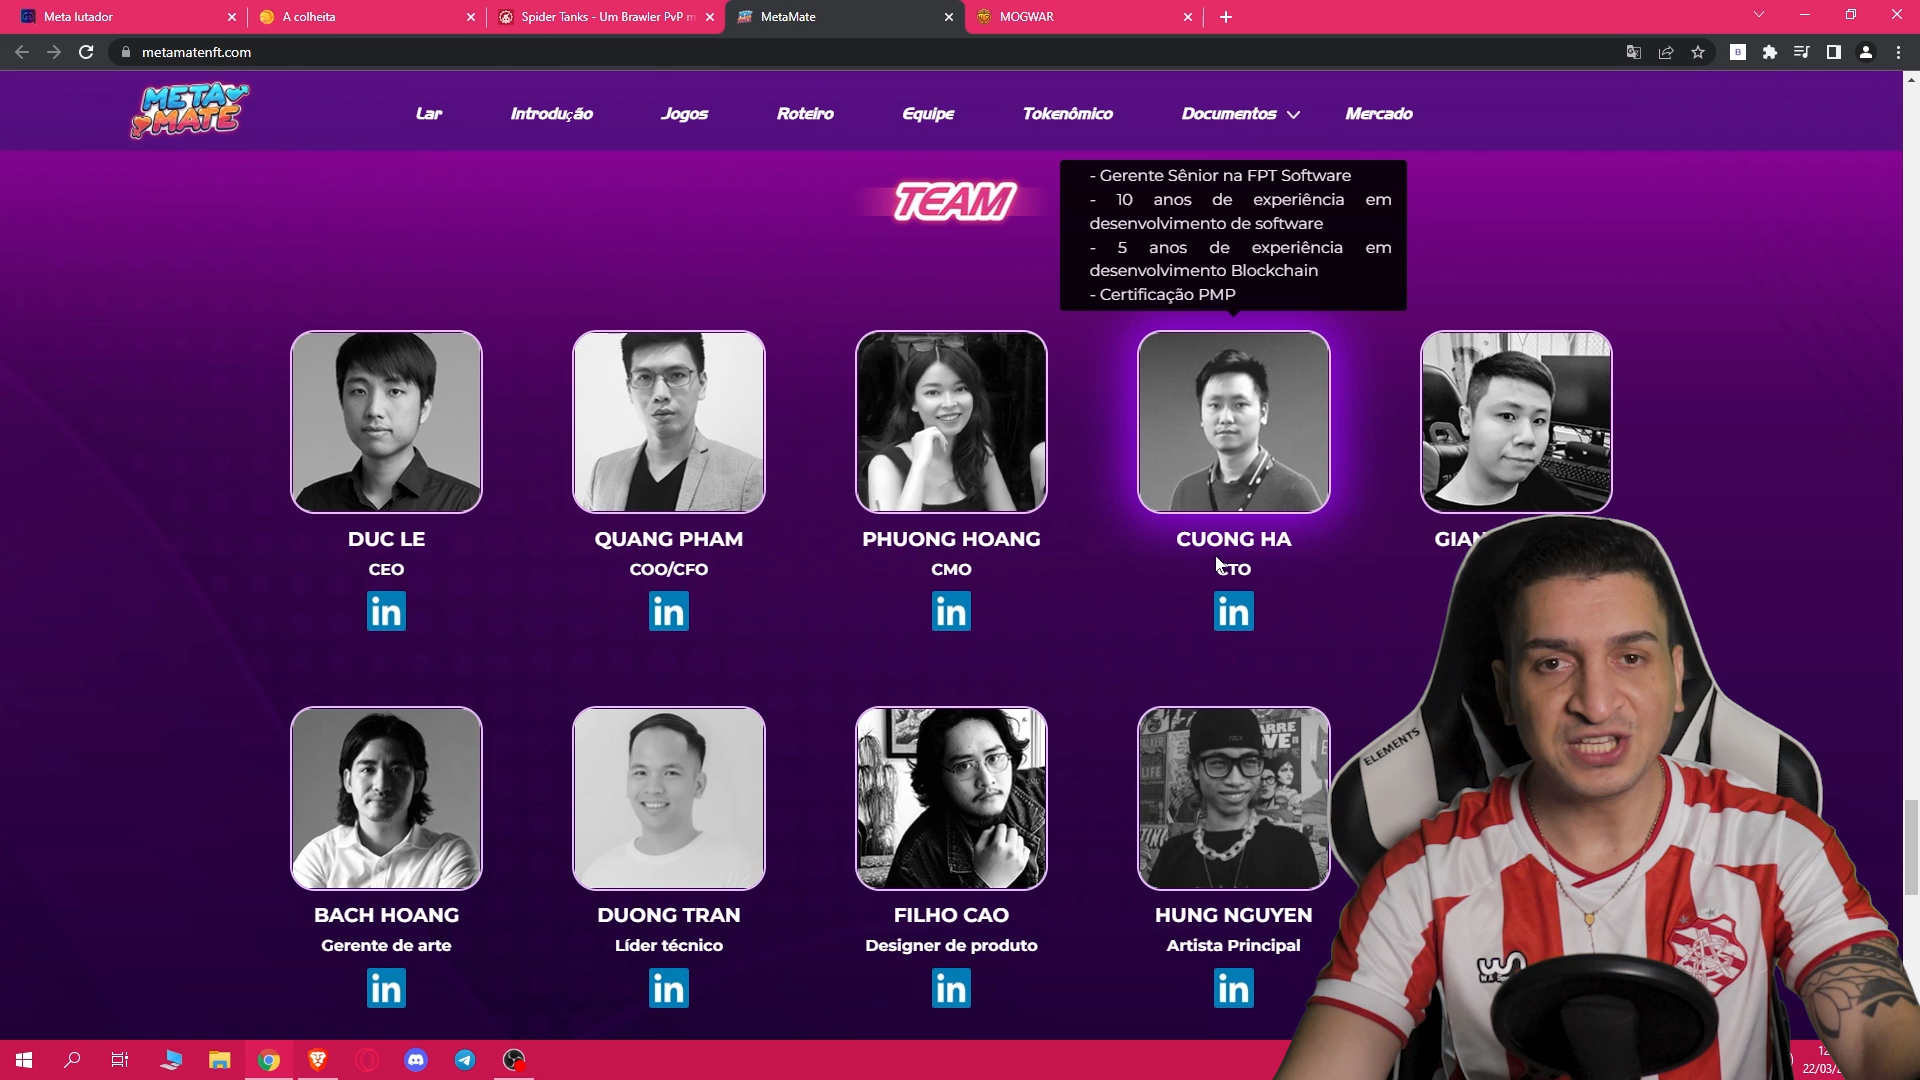 Meta lutador
A colheita
Spider Tanks - Um Brawler PvP m
MetaMate
MOGWAR
metamatenft.com
B
META
MATE
Lar
Introdução
Jogos
Roteiro
Equipe
Tokenômico
Documentos
Mercado
TEAM
- Gerente Sênior na FPT Software
- 10 anos de experiência em
desenvolvimento de software
- 5 anos de experiência em
desenvolvimento Blockchain
- Certificação PMP
DUC LE
CEO
in
QUANG PHAM
COO/CFO
in
PHUONG HOANG
CMO
in
CUONG HA
CTO
in
GIAN
ELEMENTS
BACH HOANG
Gerente de arte
in
DUONG TRAN
Líder técnico
in
FILHO CAO
Designer de produto
in
HUNG NGUYEN
Artista Principal
in
22/03/2